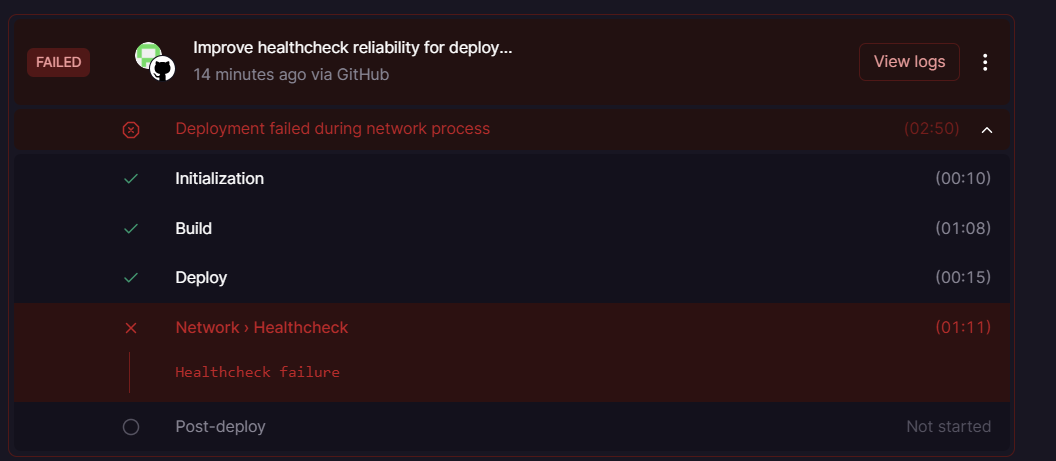 FAILED
Improve healthcheck reliability for deploy...
14 minutes ago via GitHub
View logs
Deployment failed during network process
(02:50)
Initialization
(00:10)
Build
(01:08)
Deploy
(00:15)
Network › Healthcheck
(01:11)
Healthcheck failure
Post-deploy
Not started